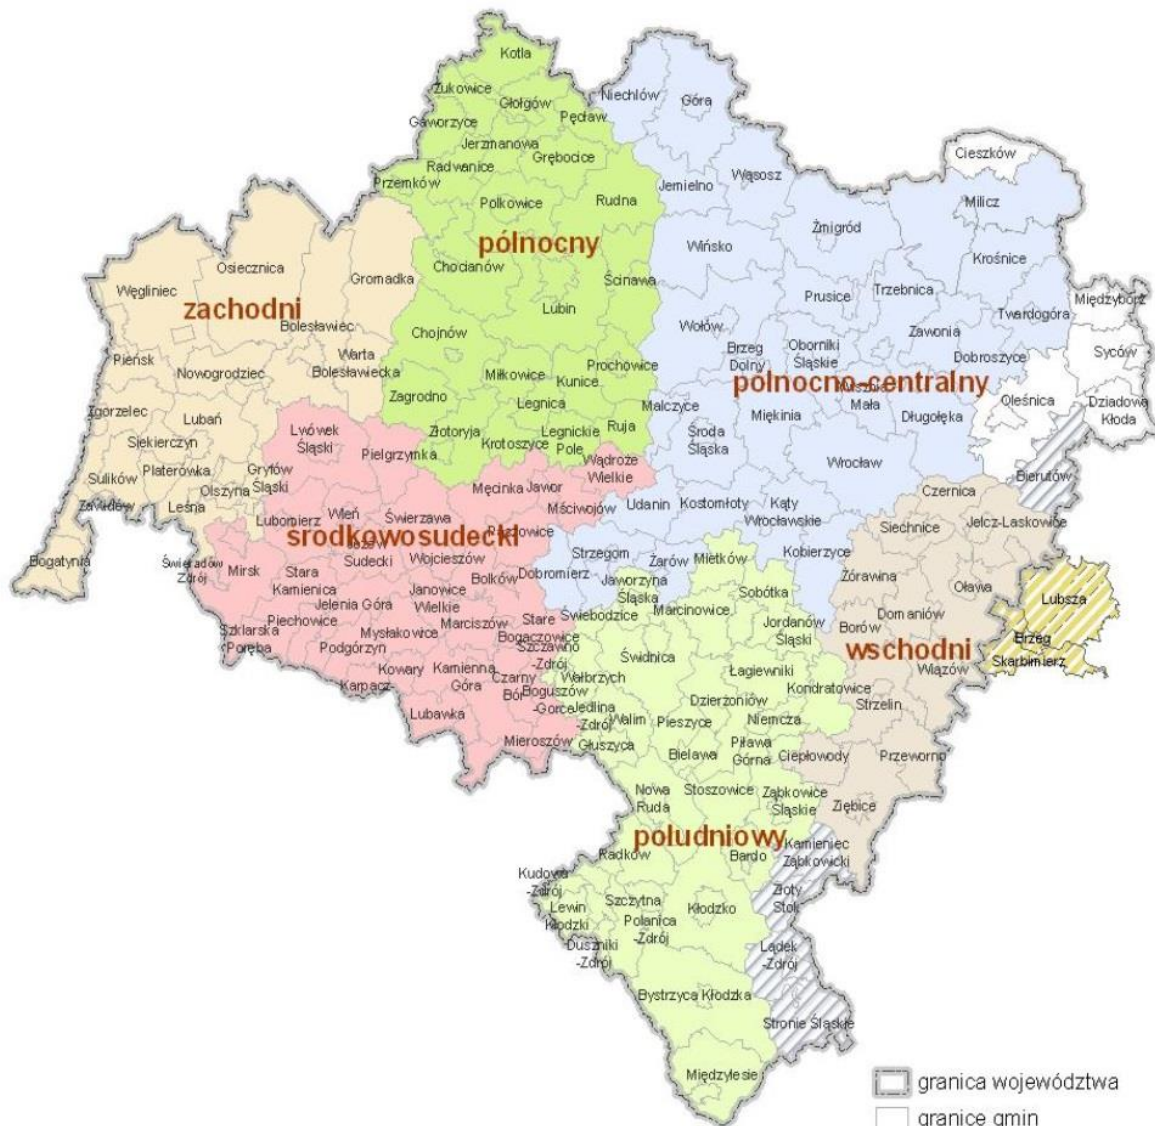 Kotla
Żukowice
Głogów
Niechlów
Góra
Gaworzyce
Pęcław
Jerzmanowa
Grębocice
Cieszków
Radwanice
Przemków
Jemielno
Wąsosz
Polkowice
Rudna
Milicz
północny
Żmigród
Wińsko
Krośnice
Osiecznica
Chocianów
Ścinawa
Gromadka
Węgliniec
Trzebnica
Prusice
Międzybórz
zachodni
Lubin
Twardogóra
Bolesławiec
Chojnów
Wołów
Zawonia
Pieńsk
Warta
Bolesławiecka
Brzeg
Dolny
Oborniki
Śląskie
Dobroszyce
Syców
Nowogrodziec
Miłkowice
Prochowice
Kunice
północno-centralny
Zgorzelec
Zagrodno
Legnica
Malczyce
Miękinia
Mała
Długołęka
Oleśnica
Dziadowa
Kłoda
Lubań
Lwówek
Śląski
Złotoryja
Krotoszyce
Legnickie
Pole
Ruja
Środa
Śląska
Siekierczyn
Pielgrzymka
Wrocław
Sulików
Platerówka
Gryfów
Śląski
Wądroże
Wielkie
Bierutów
Zawidów
Leśna
Olszyna
Męcinka
Jawor
Czernica
Lubomierz
Wleń
Świerzawa
Mściwojów
Udanin
Kostomłoty
Kąty
Wrocławskie
Siechnice
Jelcz-Laskowice
środkowosudecki
Bogatynia
Świeradów
Zdrój
Mirsk
Stara
Kamienica
Sudecki
Wojcieszów
Strzegom
Żarów
Mietków
Kobierzyce
Bolków
Dobromierz
Jaworzyna
Śląska
Żórawina
Oława
Janowice
Wielkie
Sobótka
Lubsza
Jelenia Góra
Świebodzice
Marcinowice
Domaniów
Piechowice
Marciszów
Stare
Bogaczowice
Jordanów
Śląski
Borów
Brzeg
Szklarska
Poręba
Mysłakowice
Podgórzyn
Szczawno
-Zdrój
Świdnica
wschodni
Skarbimierz
Kowary
Kamienna
Góra
Czarny
Bór
Wałbrzych
Łagiewniki
Wiązów
Karpacz
Boguszów
-Gorce
Jedlina
-Zdrój
Dzierżoniów
Kondratowice
Strzelin
Lubawka
Walim
Pieszyce
Niemcza
Mieroszów
Głuszyca
Bielawa
Piława
Górna
Ciepłowody
Przeworno
Nowa
Ruda
Stoszowice
Ząbkowice
Śląskie
Ziębice
południowy
Kamieniec
Ząbkowicki
Radków
Bardo
Kudowa
-Zdrój
Złoty
Stok
Lewin
Kłodzki
Szczytna
Kłodzko
Polanica
-Zdrój
Duszniki
-Zdrój
Lądek
-Zdrój
Bystrzyca Kłodzka
Stronie Śląskie
Międzylesie
granica województwa
granice gmin